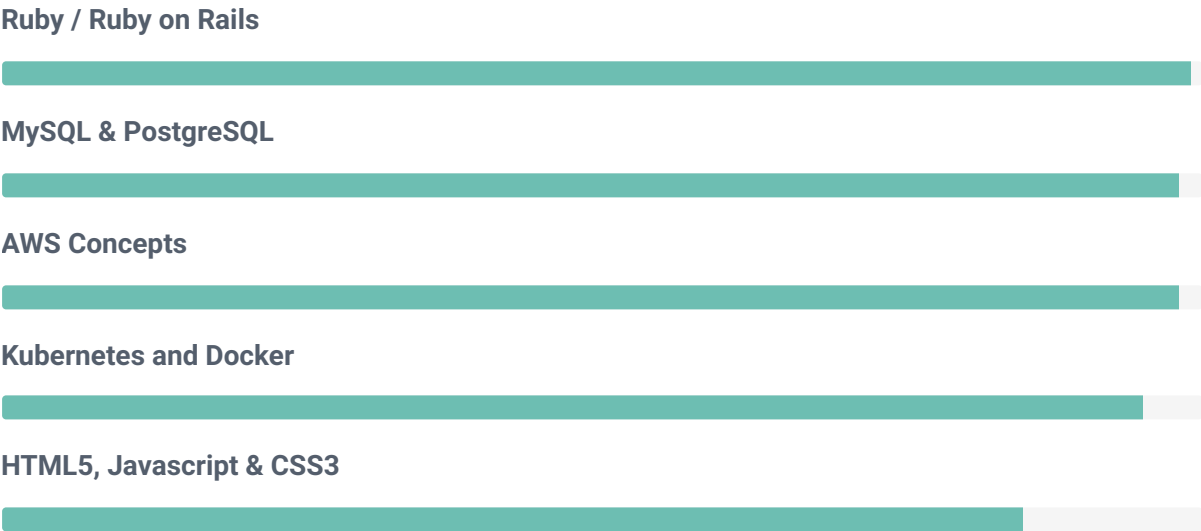 Ruby / Ruby on Rails
MySQL & PostgreSQL
AWS Concepts
Kubernetes and Docker
HTML5, Javascript & CSS3